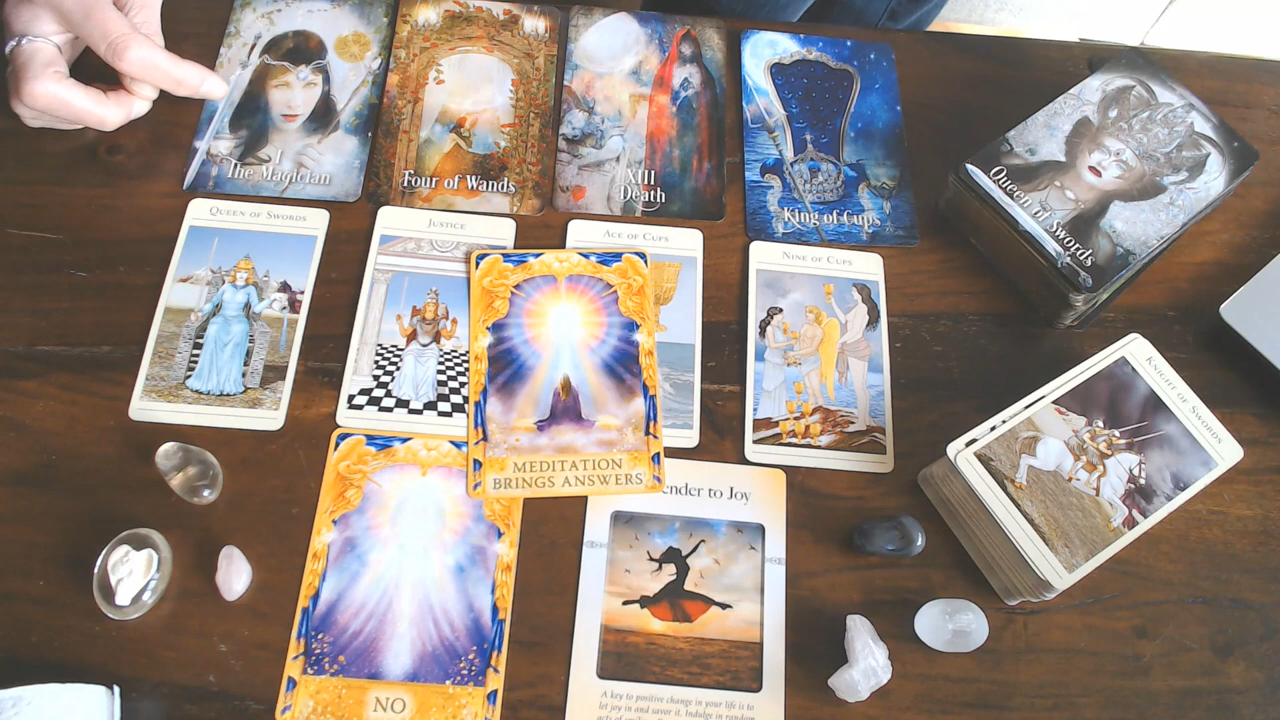 I
The Magician
Four of Wands
XIII
Death
King of Cups
Queen of Swords
Queen of Swords
Justice
Ace of Cups
Nine of Cups
Knight of Swords
MEDITATION
BRINGS ANSWERS
NO
ender to Joy
A key to positive change in your life is to
let joy in and savor it. Indulge in random